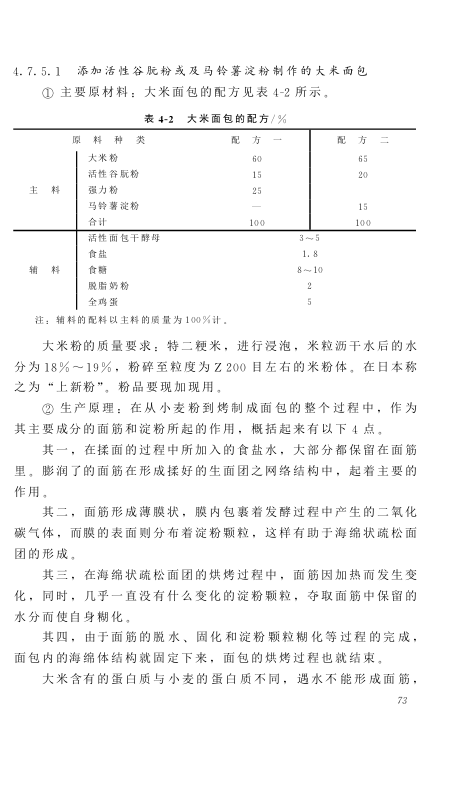 4.7.5.1 添加活性谷朊粉或及马铃薯淀粉制作的大米面包
① 主要原材料：大米面包的配方见表 4-2 所示。
表 4-2 大米面包的配方/%
原料种类 配方一 配方二
大米粉 60 65
活性谷朊粉 15 20
主料 强力粉 25
马铃薯淀粉 — 15
合计 100 100
活性面包干酵母 3～5
食盐 1.8
辅料 食糖 8～10
脱脂奶粉 2
全鸡蛋 5
注：辅料的配料以主料的质量为 100%计。
大米粉的质量要求：特二粳米，进行浸泡，米粒沥干水后的水
分为 18%～19%，粉碎至粒度为 Z 200 目左右的米粉体。在日本称
之为“上新粉”。粉品要现加现用。
② 生产原理：在从小麦粉到烤制成面包的整个过程中，作为
其主要成分的面筋和淀粉所起的作用，概括起来有以下 4 点。
其一，在揉面的过程中所加入的食盐水，大部分都保留在面筋
里。膨润了的面筋在形成揉好的生面团之网络结构中，起着主要的
作用。
其二，面筋形成薄膜状，膜内包裹着发酵过程中产生的二氧化
碳气体，而膜的表面则分布着淀粉颗粒，这样有助于海绵状疏松面
团的形成。
其三，在海绵状疏松面团的烘烤过程中，面筋因加热而发生变
化，同时，几乎一直没有什么变化的淀粉颗粒，夺取面筋中保留的
水分而使自身糊化。
其四，由于面筋的脱水、固化和淀粉颗粒糊化等过程的完成，
面包内的海绵体结构就固定下来，面包的烘烤过程也就结束。
大米含有的蛋白质与小麦的蛋白质不同，遇水不能形成面筋，
73